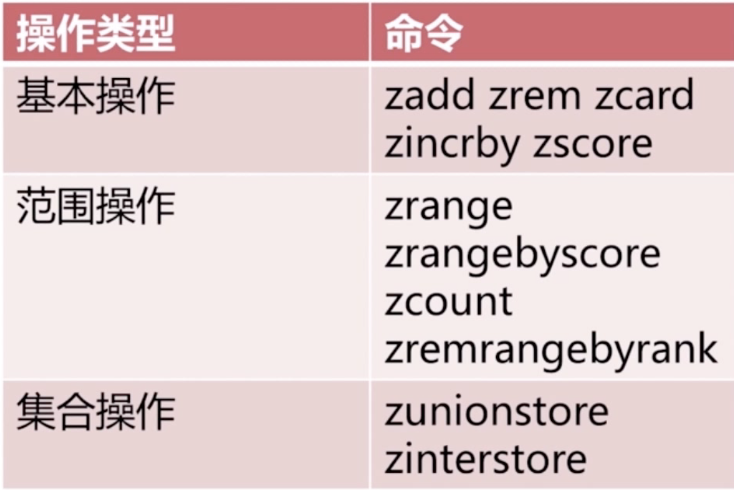 操作类型 命令
基本操作 zadd zrem zcard
zincrby zscore
范围操作 zrange
zrangebyscore
zcount
zremrangebyrank
集合操作 zunionstore
zinterstore